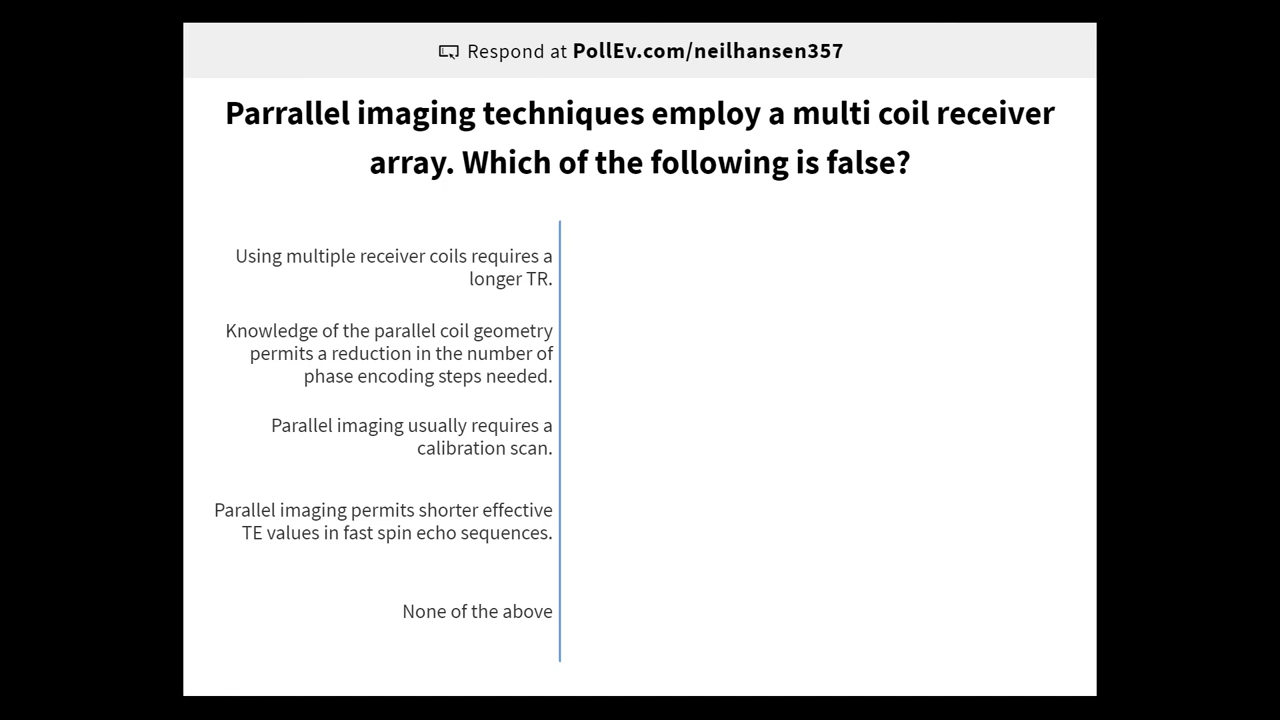 Respond at PollEv.com/neilhansen357
Parrallel imaging techniques employ a multi coil receiver
array. Which of the following is false?
Using multiple receiver coils requires a
longer TR.
Knowledge of the parallel coil geometry
permits a reduction in the number of
phase encoding steps needed.
Parallel imaging usually requires a
calibration scan.
Parallel imaging permits shorter effective
TE values in fast spin echo sequences.
None of the above